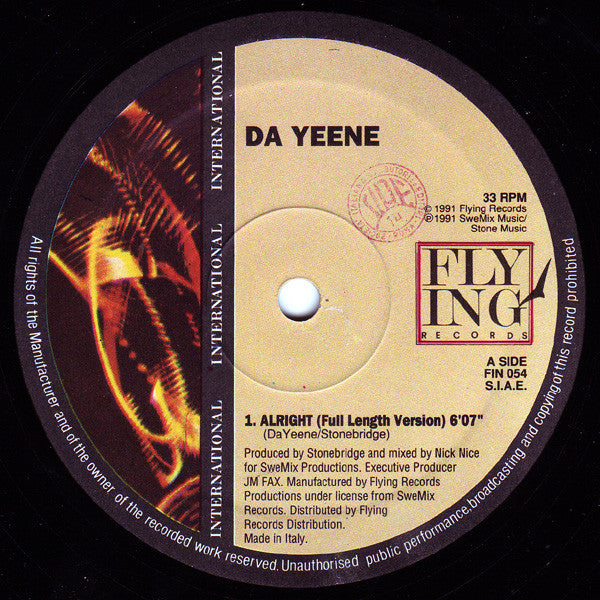 DA YEENE
INTERNATIONAL
INTERNATIONAL
INTERNATIONAL
33 RPM
© 1991 Flying Records
℗ 1991 SweMix Music/
Stone Music
FLY
ING
RECORDS
A SIDE
FIN 054
S.I.A.E.
1. ALRIGHT (Full Length Version) 6'07"
(DaYeene/Stonebridge)
Produced by Stonebridge and mixed by Nick Nice
for SweMix Productions. Executive Producer
JM FAX. Manufactured by Flying Records
Productions under license from SweMix
Records. Distributed by Flying
Records Distribution.
Made in Italy.
All rights of the Manufacturer and of the owner of the recorded work reserved. Unauthorised public performance. broadcasting and copying of this record prohibited